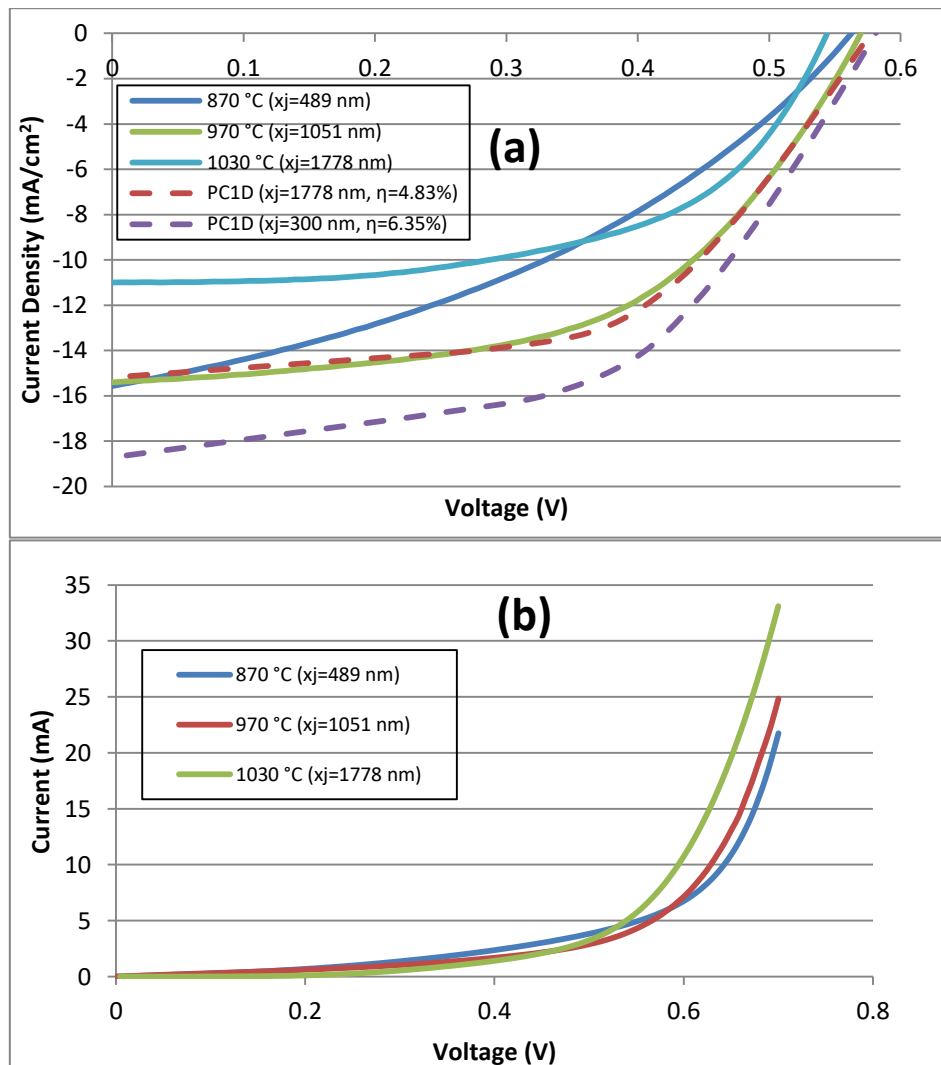 0
0 0.1 0.2 0.3 0.4 0.5 0.6
-2
-4
-6
-8
-10
-12
-14
-16
-18
-20
Current Density (mA/cm²)
870 °C (xj=489 nm)
970 °C (xj=1051 nm)
1030 °C (xj=1778 nm)
PC1D (xj=1778 nm, η=4.83%)
PC1D (xj=300 nm, η=6.35%)
(a)
Voltage (V)
35
30
25
20
15
10
5
0
Current (mA)
(b)
870 °C (xj=489 nm)
970 °C (xj=1051 nm)
1030 °C (xj=1778 nm)
0 0.2 0.4 0.6 0.8
Voltage (V)